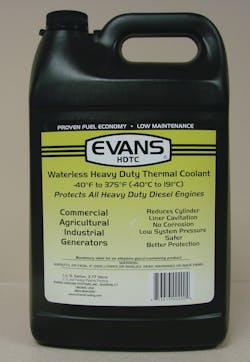 PROVEN FUEL ECONOMY • LOW MAINTENANCE
EVANS
HDTC
®
Waterless Heavy Duty Thermal Coolant
-40°F to 375°F (-40°C to 191°C)
Protects All Heavy Duty Diesel Engines
Commercial
Agricultural
Industrial
Generators
Reduces Cylinder
Liner Cavitation
No Corrosion
Low System Pressure
Safer
Better Protection
WARNING